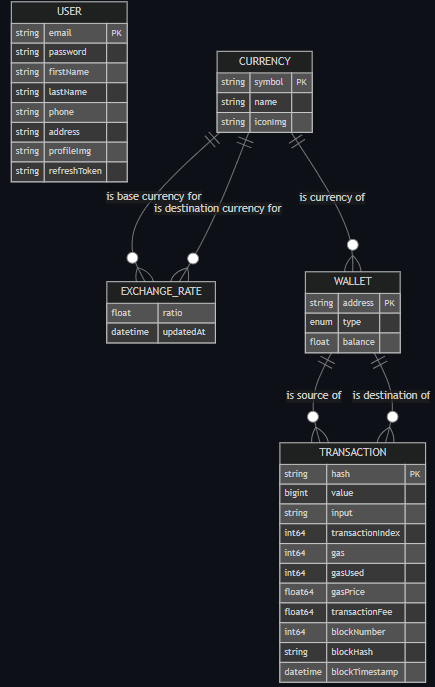 USER
string email PK
string password
string firstName
string lastName
string phone
string address
string profileImg
string refreshToken
CURRENCY
string symbol PK
string name
string iconImg
is base currency for
is destination currency for
is currency of
EXCHANGE_RATE
float ratio
datetime updatedAt
WALLET
string address PK
enum type
float balance
is source of
is destination of
TRANSACTION
string hash PK
bigint value
string input
int64 transactionIndex
int64 gas
int64 gasUsed
float64 gasPrice
float64 transactionFee
int64 blockNumber
string blockHash
datetime blockTimestamp